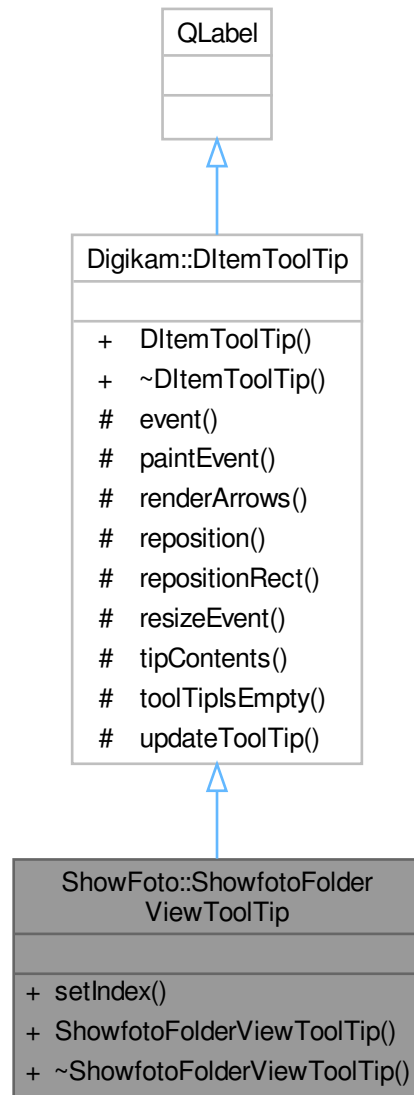 QLabel
Digikam::DItemToolTip
+ DItemToolTip()
+ ~DItemToolTip()
# event()
# paintEvent()
# renderArrows()
# reposition()
# repositionRect()
# resizeEvent()
# tipContents()
# toolTipIsEmpty()
# updateToolTip()
ShowFoto::ShowfotoFolder
ViewToolTip
+ setIndex()
+ ShowfotoFolderViewToolTip()
+ ~ShowfotoFolderViewToolTip()